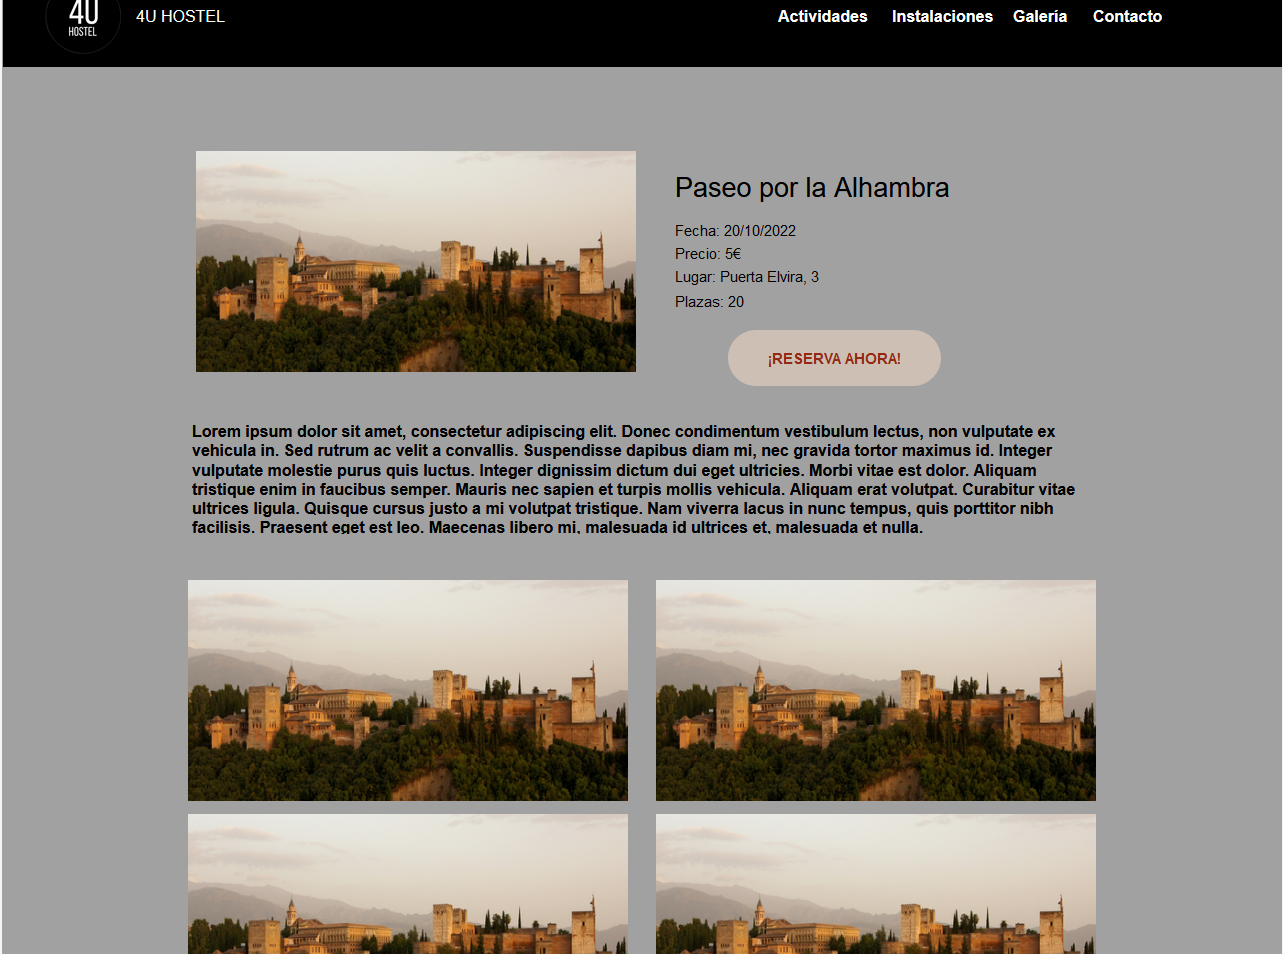 4U
HOSTEL
4U HOSTEL
Actividades Instalaciones Galería Contacto
Paseo por la Alhambra
Fecha: 20/10/2022
Precio: 5€
Lugar: Puerta Elvira, 3
Plazas: 20
¡RESERVA AHORA!
Lorem ipsum dolor sit amet, consectetur adipiscing elit. Donec condimentum vestibulum lectus, non vulputate ex
vehicula in. Sed rutrum ac velit a convallis. Suspendisse dapibus diam mi, nec gravida tortor maximus id. Integer
vulputate molestie purus quis luctus. Integer dignissim dictum dui eget ultricies. Morbi vitae est dolor. Aliquam
tristique enim in faucibus semper. Mauris nec sapien et turpis mollis vehicula. Aliquam erat volutpat. Curabitur vitae
ultrices ligula. Quisque cursus justo a mi volutpat tristique. Nam viverra lacus in nunc tempus, quis porttitor nibh
facilisis. Praesent eget est leo. Maecenas libero mi, malesuada id ultrices et, malesuada et nulla.